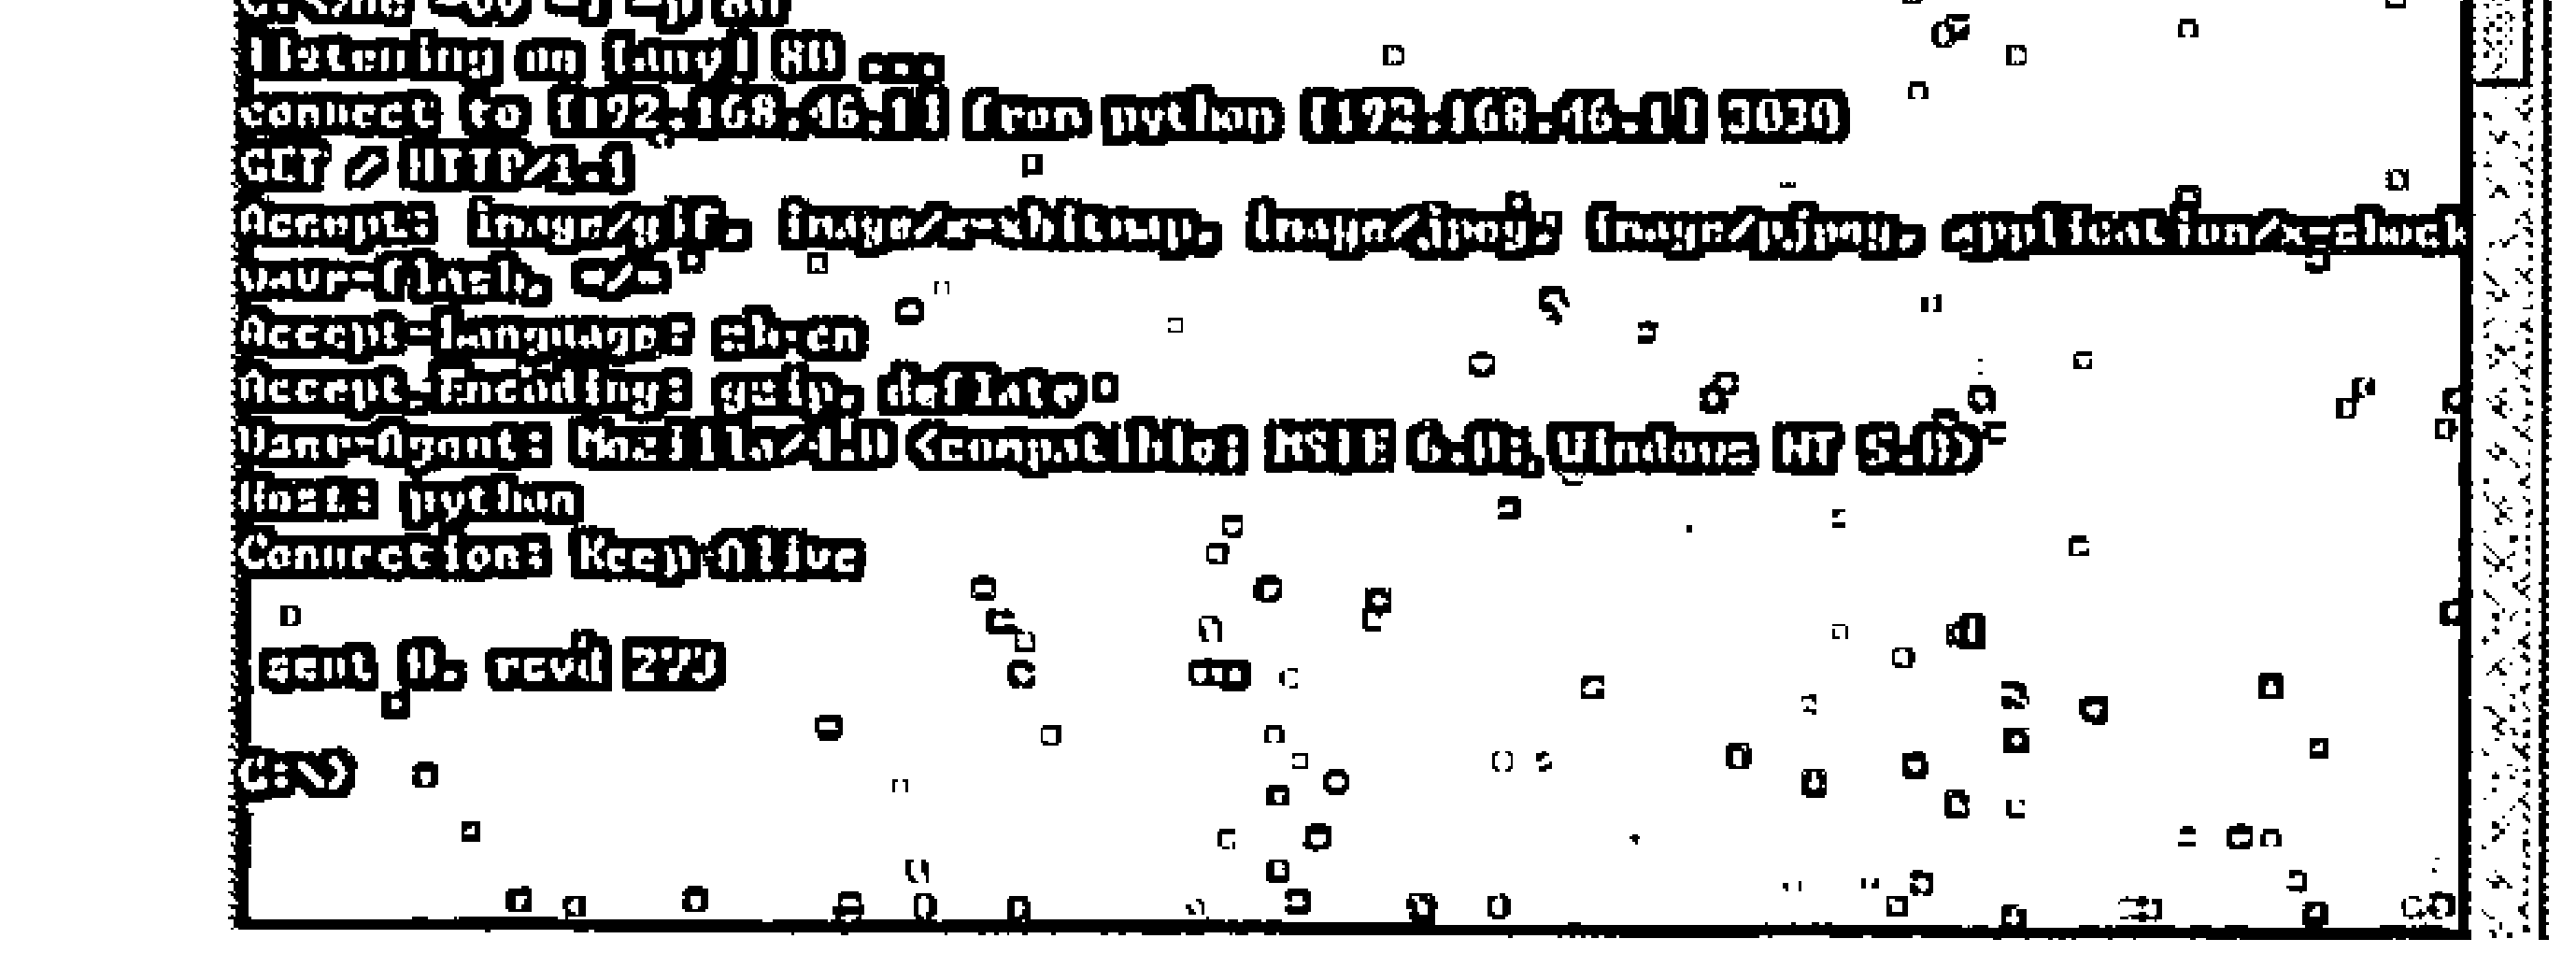 C:\>nc -vv -l -p 80
listening on [any] 80 ...
connect to [192.168.46.1] from python [192.168.46.1] 3030
GET / HTTP/1.1
Accept: image/gif, image/x-xbitmap, image/jpeg, image/pjpeg, application/x-shock
wave-flash, */*
Accept-Language: zh-cn
Accept-Encoding: gzip, deflate
User-Agent: Mozilla/4.0 (compatible; MSIE 6.0; Windows NT 5.0)
Host: python
Connection: Keep-Alive
sent 0, rcvd
C:\>